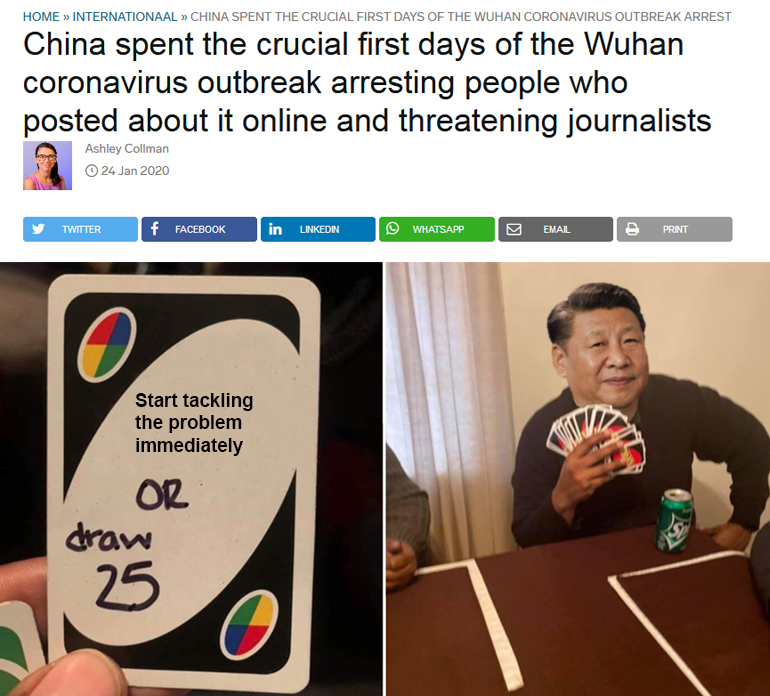 HOME » INTERNATIONAAL » CHINA SPENT THE CRUCIAL FIRST DAYS OF THE WUHAN CORONAVIRUS OUTBREAK ARREST
China spent the crucial first days of the Wuhan
coronavirus outbreak arresting people who
posted about it online and threatening journalists
Ashley Collman
24 Jan 2020
TWITTER FACEBOOK LINKEDIN WHATSAPP EMAIL PRINT
Start tackling
the problem
immediately
OR
draw
25